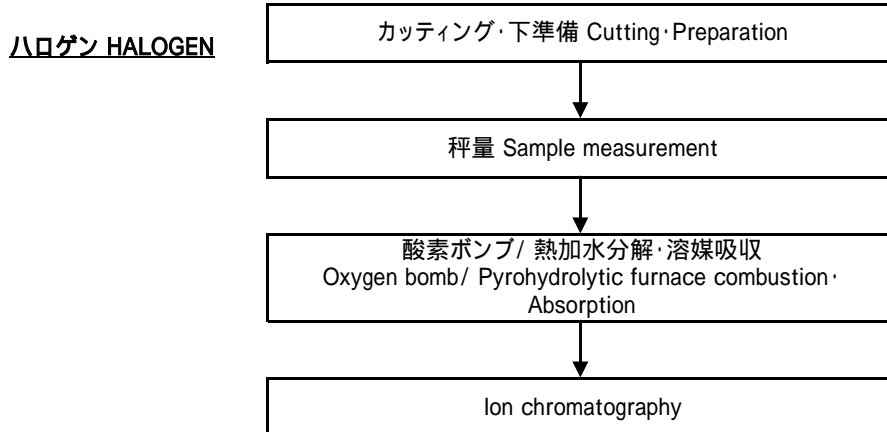 ハロゲン HALOGEN
カッティング・下準備 Cutting・Preparation
秤量 Sample measurement
酸素ボンブ/ 熱加水分解・溶媒吸収
Oxygen bomb/ Pyrohydrolytic furnace combustion・
Absorption
Ion chromatography